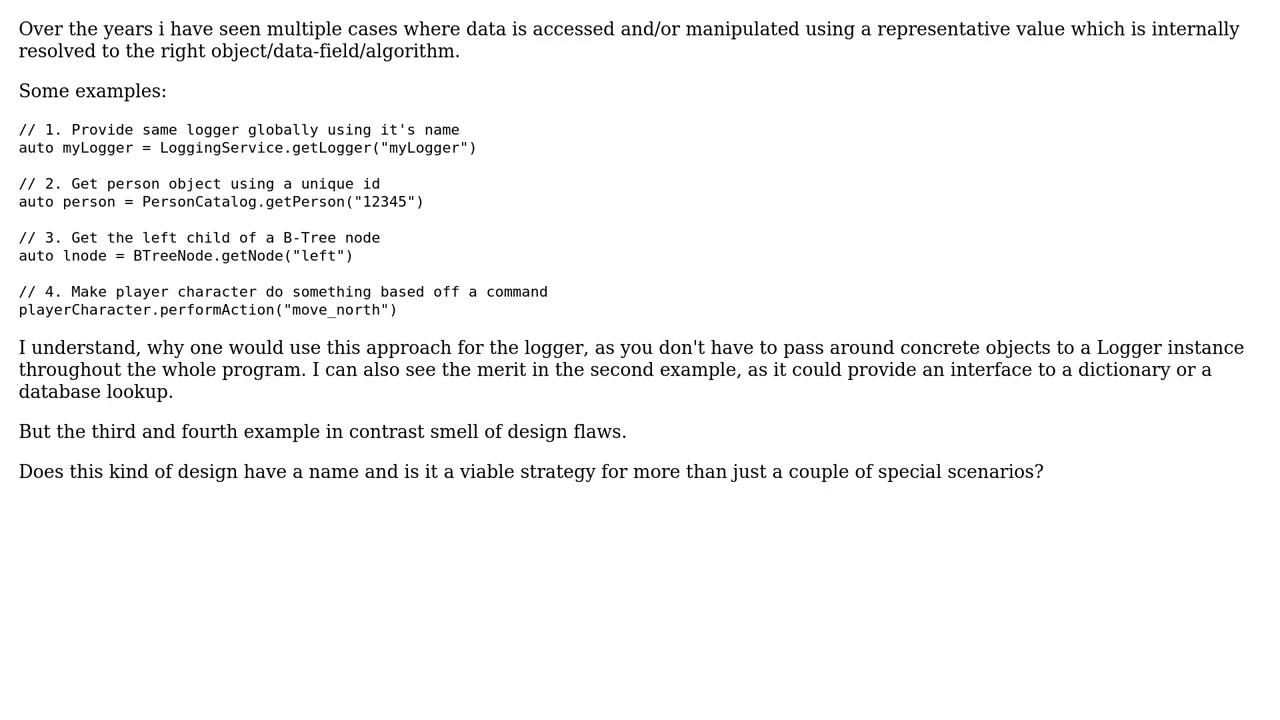 Over the years i have seen multiple cases where data is accessed and/or manipulated using a representative value which is internally
resolved to the right object/data-field/algorithm.
Some examples:
// 1. Provide same logger globally using it's name
auto myLogger = LoggingService.getLogger("myLogger")
// 2. Get person object using a unique id
auto person = PersonCatalog.getPerson("12345")
// 3. Get the left child of a B-Tree node
auto lnode = BTreeNode.getNode("left")
// 4. Make player character do something based off a command
playerCharacter.performAction("move_north")
I understand, why one would use this approach for the logger, as you don't have to pass around concrete objects to a Logger instance
throughout the whole program. I can also see the merit in the second example, as it could provide an interface to a dictionary or a
database lookup.
But the third and fourth example in contrast smell of design flaws.
Does this kind of design have a name and is it a viable strategy for more than just a couple of special scenarios?